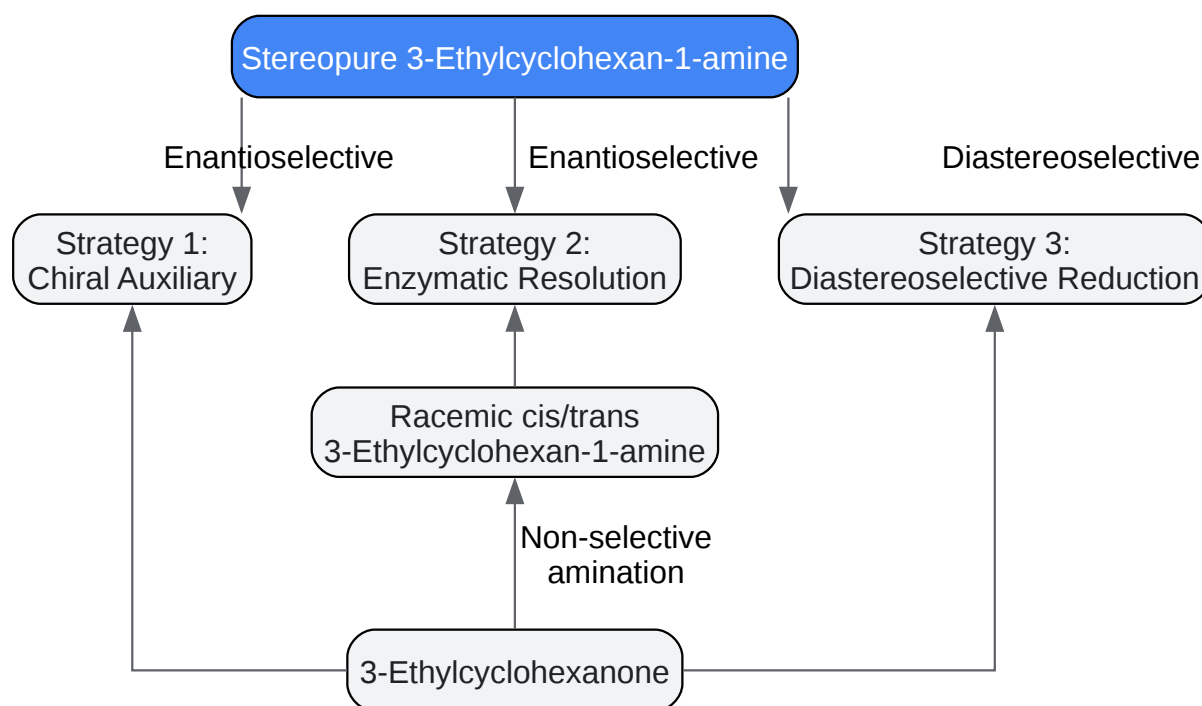 Stereopure 3-Ethylcyclohexan-1-amine
Enantioselective
Enantioselective
Diastereoselective
Strategy 1:
Chiral Auxiliary
Strategy 2:
Enzymatic Resolution
Strategy 3:
Diastereoselective Reduction
Racemic cis/trans
3-Ethylcyclohexan-1-amine
Non-selective
amination
3-Ethylcyclohexanone